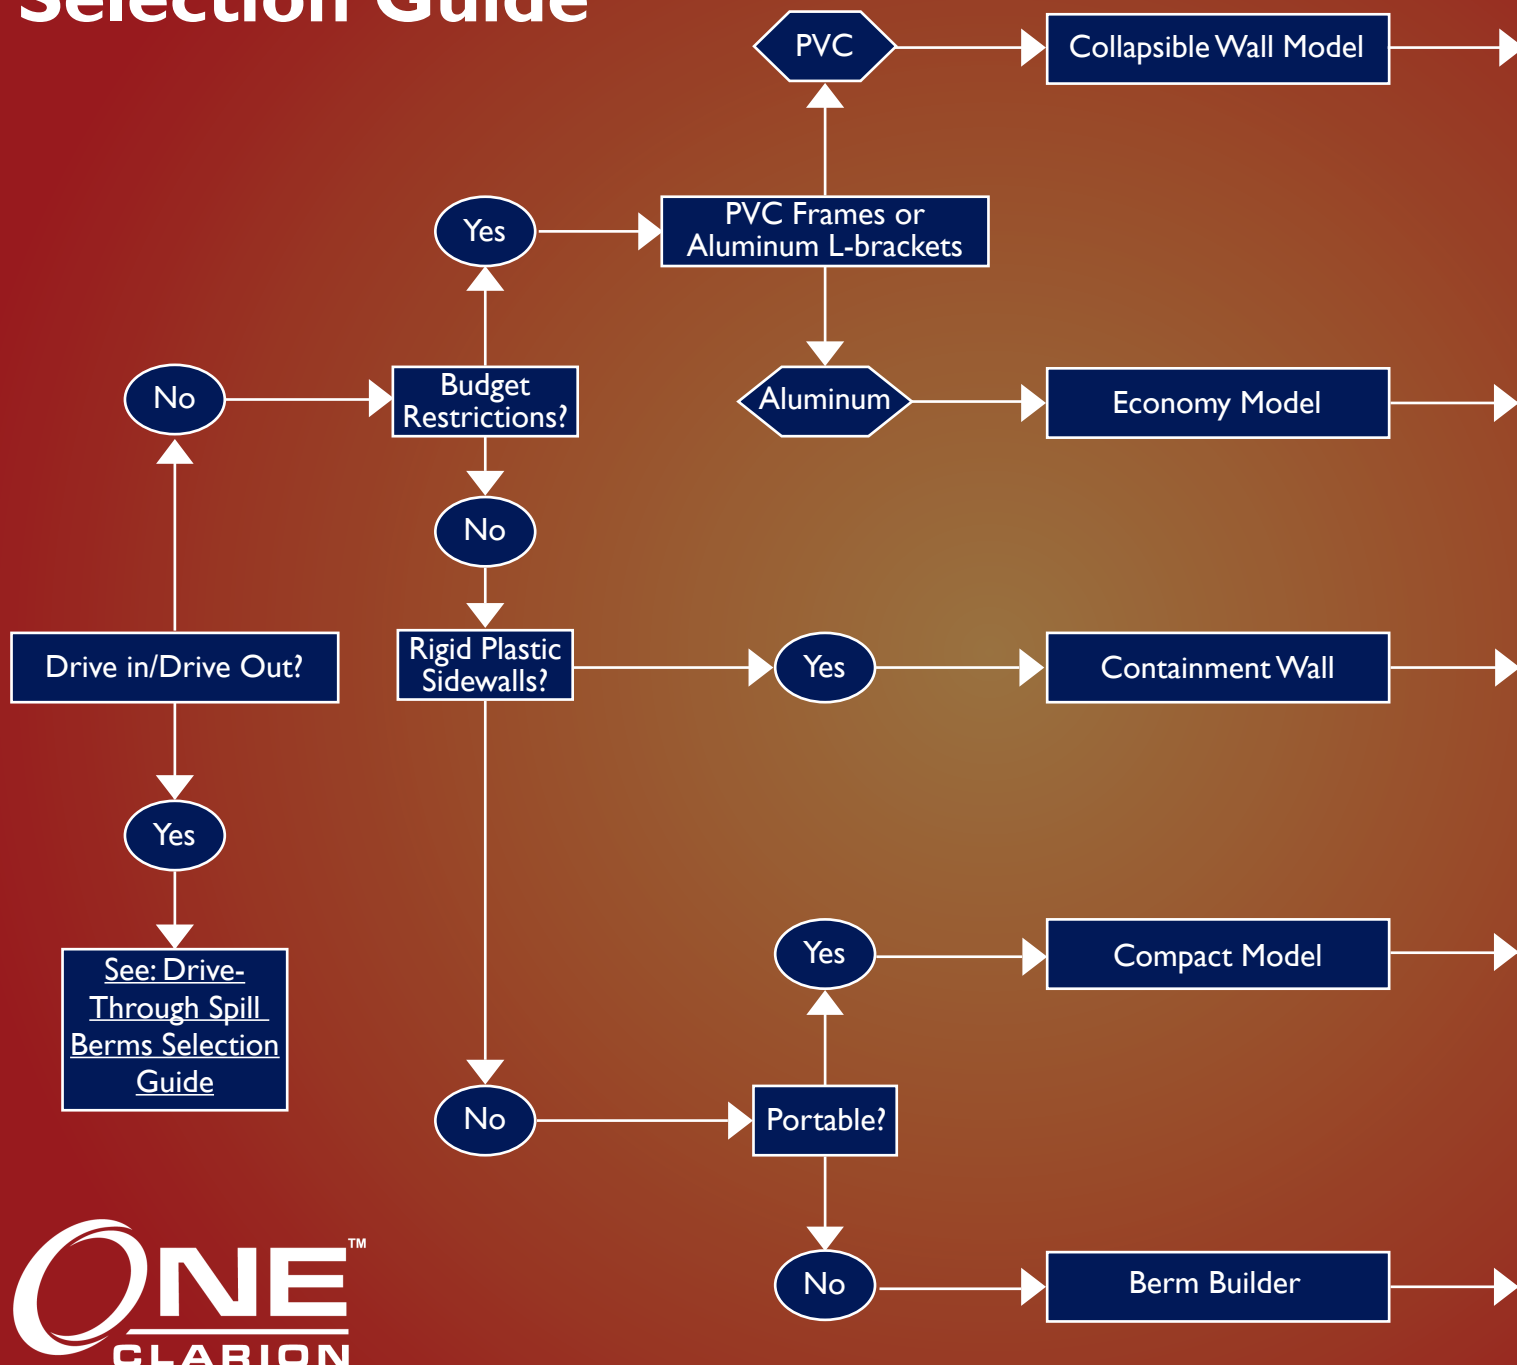 Selection Guide
PVC
Collapsible Wall Model
Yes
PVC Frames or
Aluminum L-brackets
No
Budget
Restrictions?
Aluminum
Economy Model
No
Drive in/Drive Out?
Rigid Plastic
Sidewalls?
Yes
Containment Wall
Yes
See: Drive-
Through Spill
Berms Selection
Guide
Yes
Compact Model
No
Portable?
No
Berm Builder
ONE™
CLARION